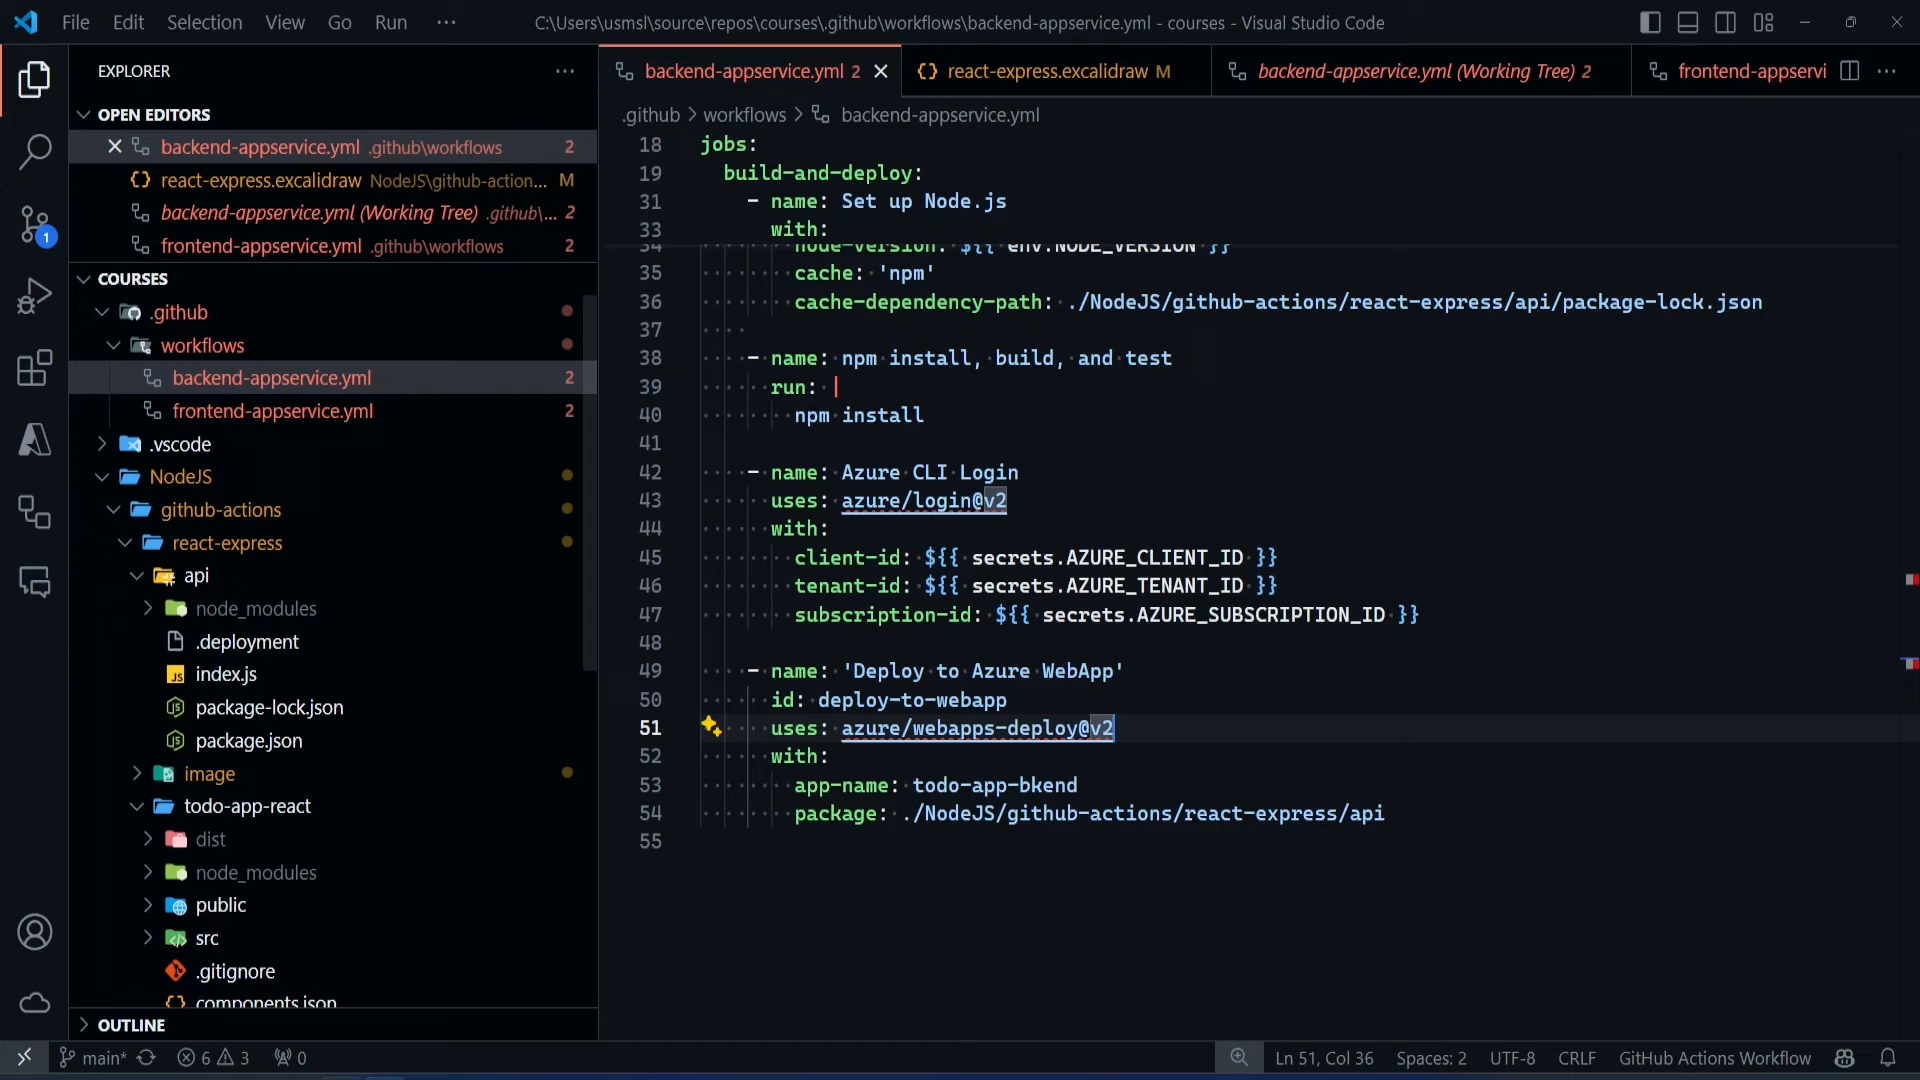 File Edit Selection View Go Run ··· C:\Users\usmsl\source\repos\courses\.github\workflows\backend-appservice.yml - courses - Visual Studio Code
EXPLORER ···
OPEN EDITORS
backend-appservice.yml .github\workflows 2
react-express.excalidraw NodeJS\github-action... M
backend-appservice.yml (Working Tree) .github\... 2
frontend-appservice.yml .github\workflows 2
COURSES
.github
workflows
backend-appservice.yml 2
frontend-appservice.yml 2
.vscode
NodeJS
github-actions
react-express
api
node_modules
.deployment
index.js
package-lock.json
package.json
image
todo-app-react
dist
node_modules
public
src
.gitignore
components.json
OUTLINE
1
backend-appservice.yml 2 react-express.excalidraw M backend-appservice.yml (Working Tree) 2 frontend-appservi ···
.github > workflows > backend-appservice.yml
18 jobs:
19 build-and-deploy:
31 - name: Set up Node.js
33 with:
34 node-version: ${{ env.NODE_VERSION }}
35 cache: 'npm'
36 cache-dependency-path: ./NodeJS/github-actions/react-express/api/package-lock.json
37
38 - name: npm install, build, and test
39 run: |
40 npm install
41
42 - name: Azure CLI Login
43 uses: azure/login@v2
44 with:
45 client-id: ${{ secrets.AZURE_CLIENT_ID }}
46 tenant-id: ${{ secrets.AZURE_TENANT_ID }}
47 subscription-id: ${{ secrets.AZURE_SUBSCRIPTION_ID }}
48
49 - name: 'Deploy to Azure WebApp'
50 id: deploy-to-webapp
51 uses: azure/webapps-deploy@v2
52 with:
53 app-name: todo-app-bkend
54 package: ./NodeJS/github-actions/react-express/api
55
main* 6 3 0 Ln 51, Col 36 Spaces: 2 UTF-8 CRLF GitHub Actions Workflow